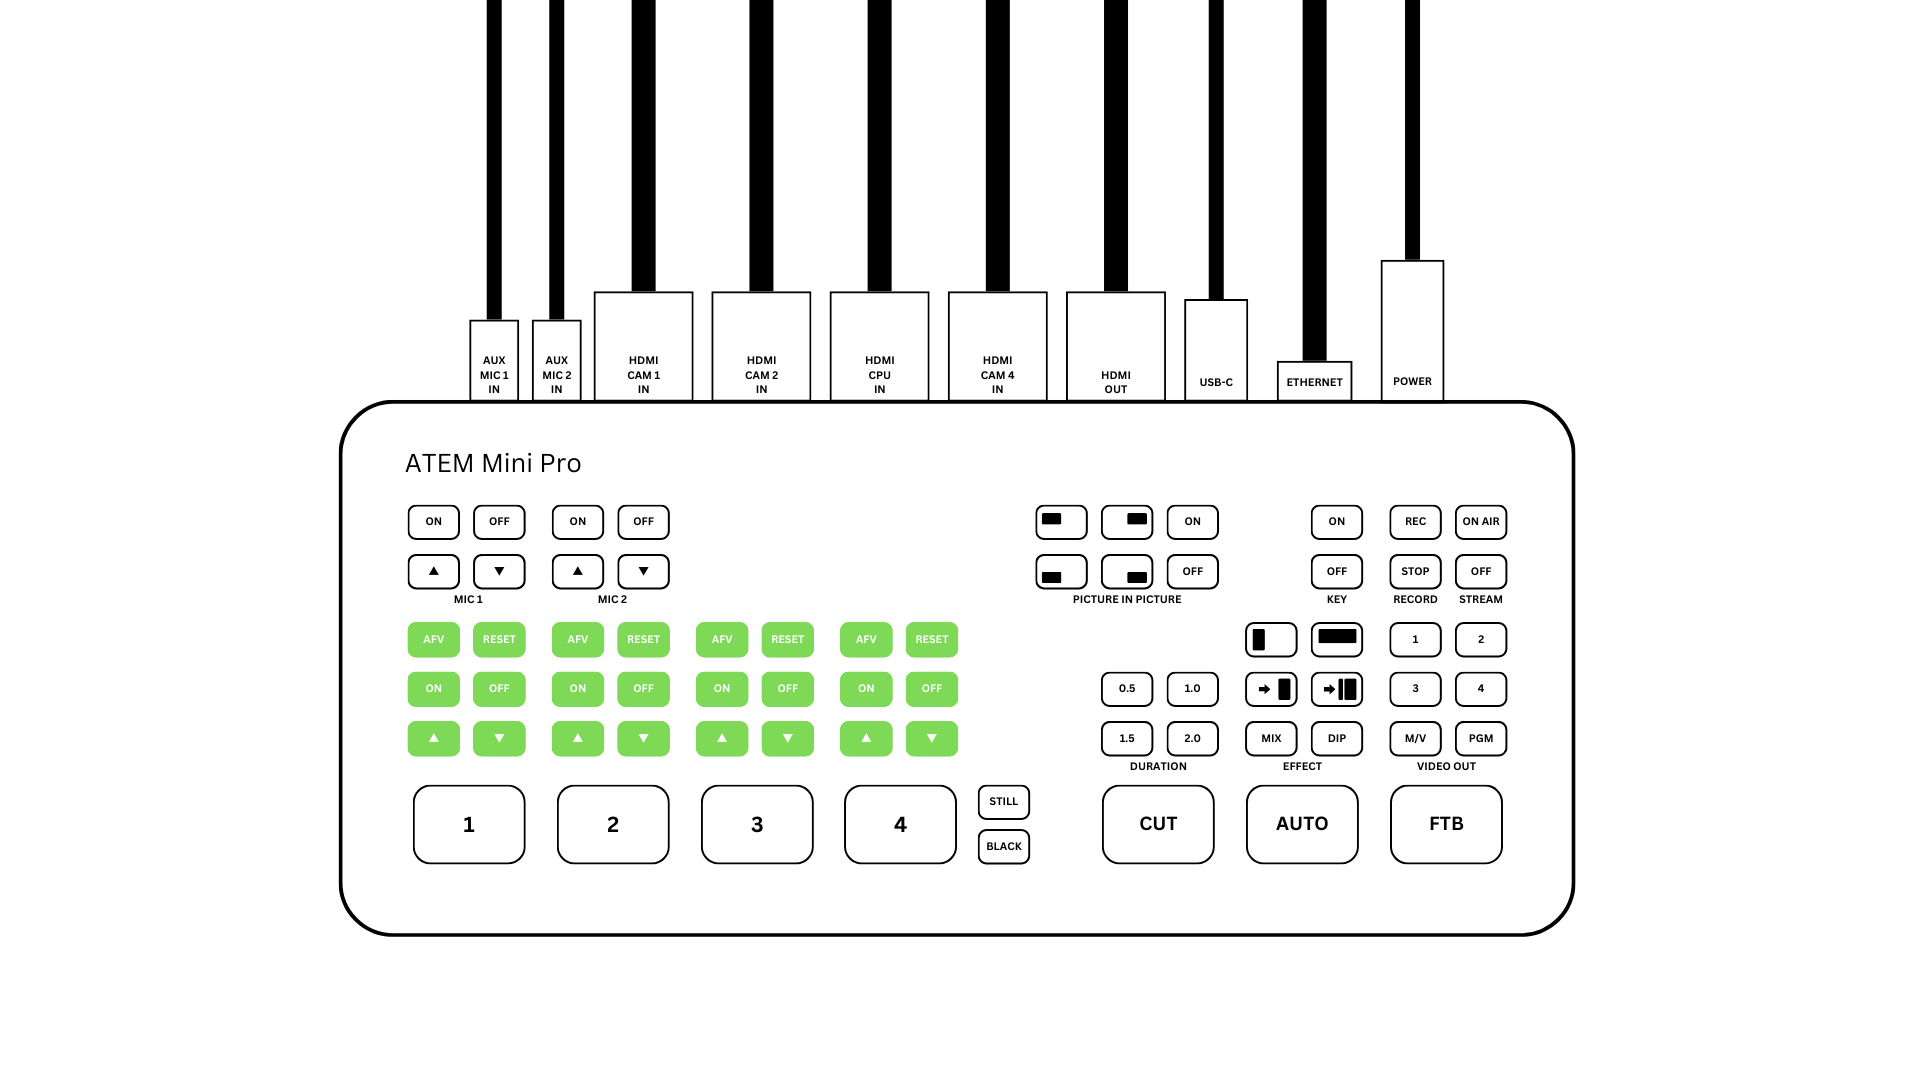 AUX
MIC 1
IN
AUX
MIC 2
IN
HDMI
CAM 1
IN
HDMI
CAM 2
IN
HDMI
CPU
IN
HDMI
CAM 4
IN
HDMI
OUT
USB-C
ETHERNET
POWER
ATEM Mini Pro
ON OFF ON OFF ON ON REC ON AIR
OFF OFF STOP OFF
MIC 1 MIC 2 PICTURE IN PICTURE KEY RECORD STREAM
AFV RESET AFV RESET AFV RESET AFV RESET 1 2
ON OFF ON OFF ON OFF ON OFF 0.5 1.0 3 4
1.5 2.0 MIX DIP M/V PGM
DURATION EFFECT VIDEO OUT
1 2 3 4 STILL CUT AUTO FTB
BLACK